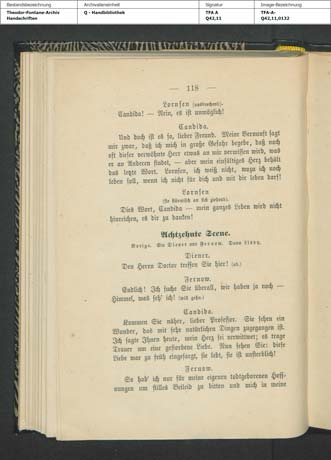 Bestandsbezeichnung
Theodor-Fontane-Archiv
Handschriften
Archivalieneinheit
Q - Handbibliothek
Signatur
TFA A
Q42,11
Image-Bezeichnung
TFA-A-
Q42,11,0132
— 118 —
Lornsen (ausbrechend).
Candida! — Nein, es ist unmöglich!
Candida.
Und doch ist es so, lieber Freund. Meine Vernunft sagt
mir zwar, daß ich mich in große Gefahr begebe, daß noch
oft dieser verwöhnte Herr etwas an mir vermissen wird, was
er an Anderen findet, — aber mein einfältiges Herz behält
das letzte Wort. Lornsen, ich weiß nicht, wozu ich noch
leben soll, wenn ich nicht für dich und mit dir leben darf!
Lornsen
(sie stürmisch an sich ziehend).
Dies Wort, Candida — mein ganzes Leben wird nicht
hinreichen, es dir zu danken!
Achtzehnte Scene.
Vorige. Ein Diener und Fernow. Dann
Diener.
Den Herrn Doctor treffen Sie hier! (ab.)
Fernow.
Endlich! Ich suche Sie überall, wir haben ja noch —
Himmel, was seh' ich! (will gehn.)
Candida.
Kommen Sie näher, lieber Professor. Sie sehen ein
Wunder, das mit sehr natürlichen Dingen zugegangen ist.
Ich sagte Ihnen heute, mein Herz sei verwittwet; es trage
Trauer um eine gestorbene Liebe. Nun sehen Sie: diese
Liebe war zu früh eingesargt, sie lebt, sie ist unsterblich!
Fernow.
So hab' ich nur für meine eigenen todtgeborenen Hoff-
nungen um stilles Beileid zu bitten und mich in meine